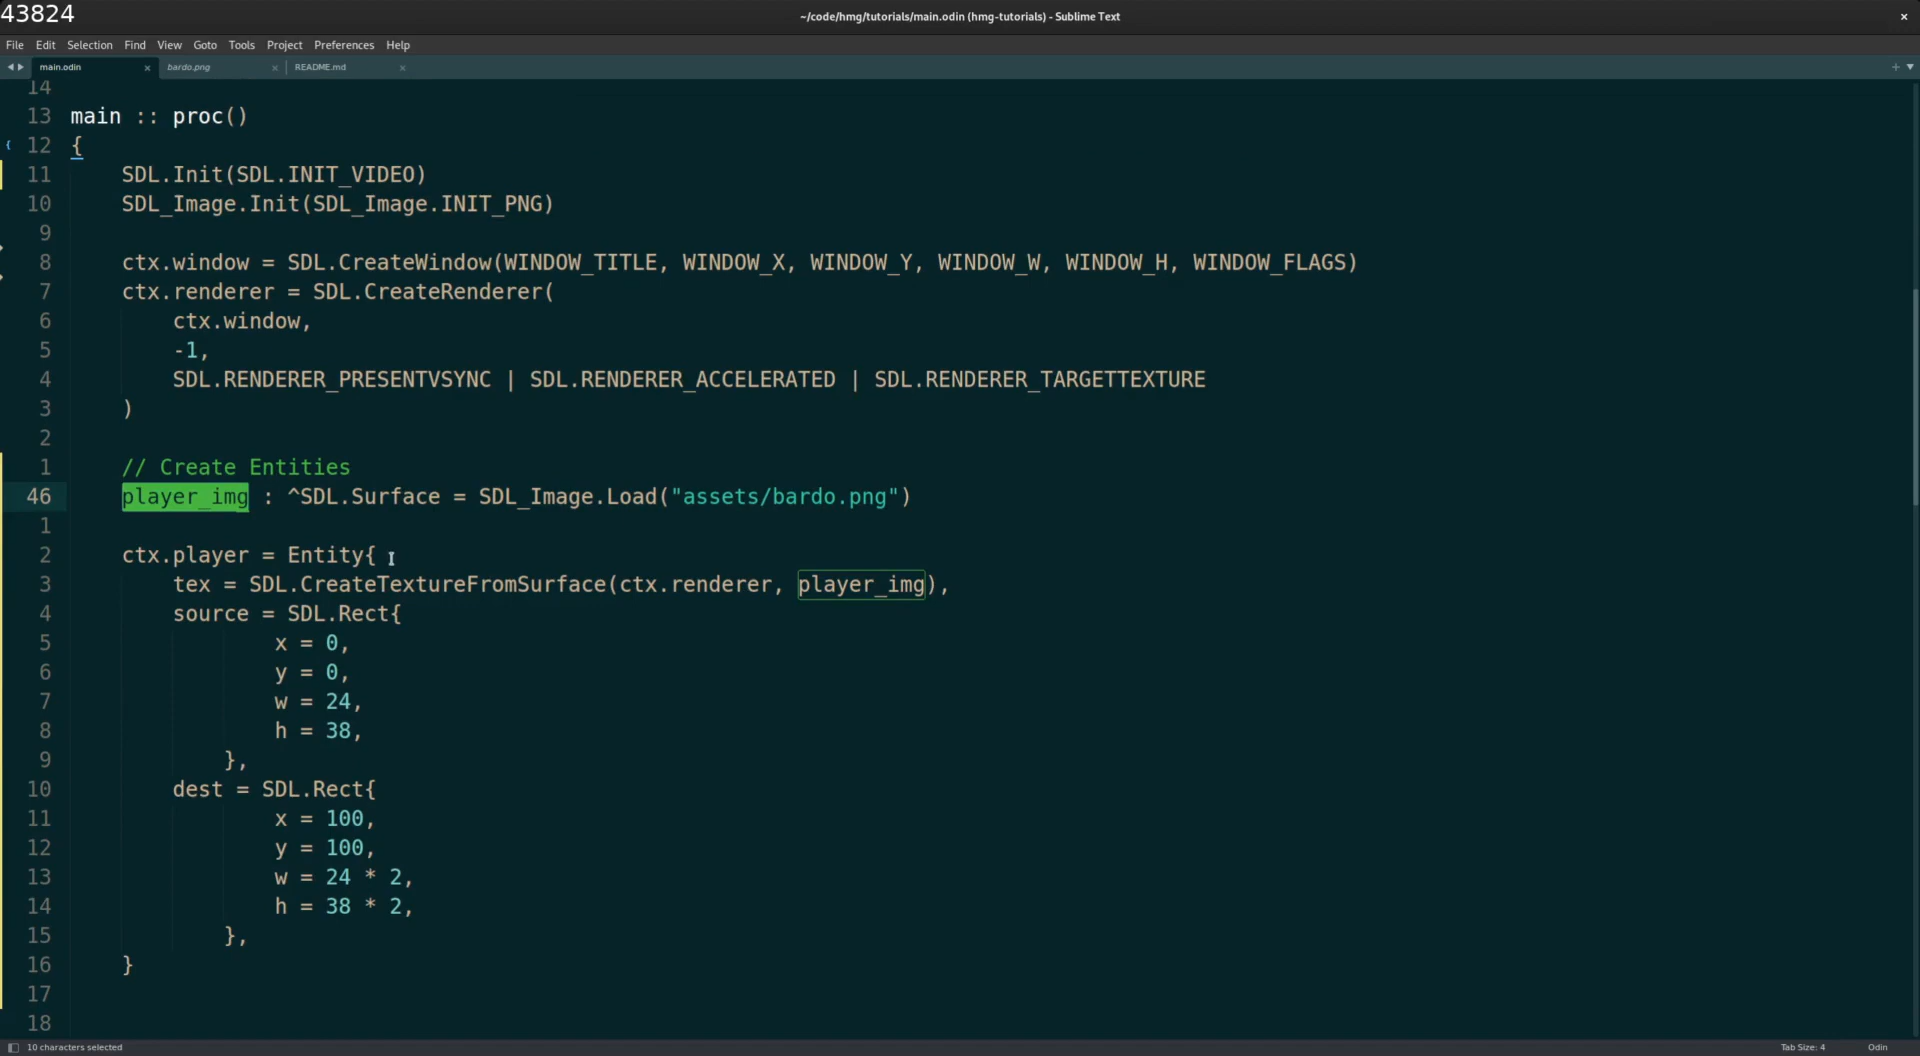 43824
~/code/hmg/tutorials/main.odin (hmg-tutorials) - Sublime Text
File Edit Selection Find View Goto Tools Project Preferences Help
main.odin bardo.png README.md
14
13 main :: proc()
12 {
11 SDL.Init(SDL.INIT_VIDEO)
10 SDL_Image.Init(SDL_Image.INIT_PNG)
9
8 ctx.window = SDL.CreateWindow(WINDOW_TITLE, WINDOW_X, WINDOW_Y, WINDOW_W, WINDOW_H, WINDOW_FLAGS)
7 ctx.renderer = SDL.CreateRenderer(
6 ctx.window,
5 -1,
4 SDL.RENDERER_PRESENTVSYNC | SDL.RENDERER_ACCELERATED | SDL.RENDERER_TARGETTEXTURE
3 )
2
1 // Create Entities
46 player_img : ^SDL.Surface = SDL_Image.Load("assets/bardo.png")
1
2 ctx.player = Entity{
3 tex = SDL.CreateTextureFromSurface(ctx.renderer, player_img),
4 source = SDL.Rect{
5 x = 0,
6 y = 0,
7 w = 24,
8 h = 38,
9 },
10 dest = SDL.Rect{
11 x = 100,
12 y = 100,
13 w = 24 * 2,
14 h = 38 * 2,
15 },
16 }
17
18
10 characters selected Tab Size: 4 Odin